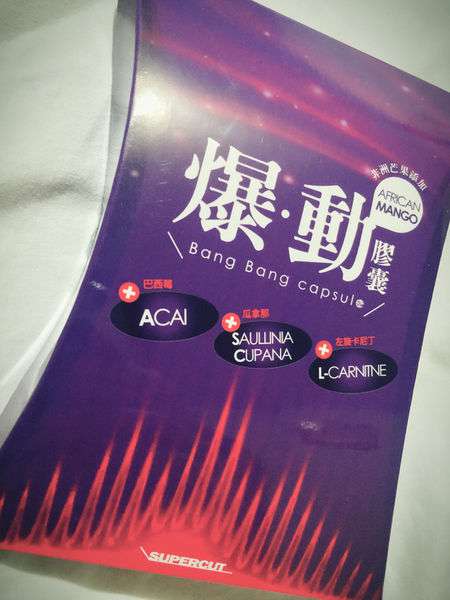 非洲芒果添加
AFRICAN
MANGO
爆·動
膠囊
Bang Bang capsule
巴西莓
ACAI
瓜拿那
SAULLINIA
CUPANA
左旋卡尼丁
L-CARNITNE
SUPERCUT